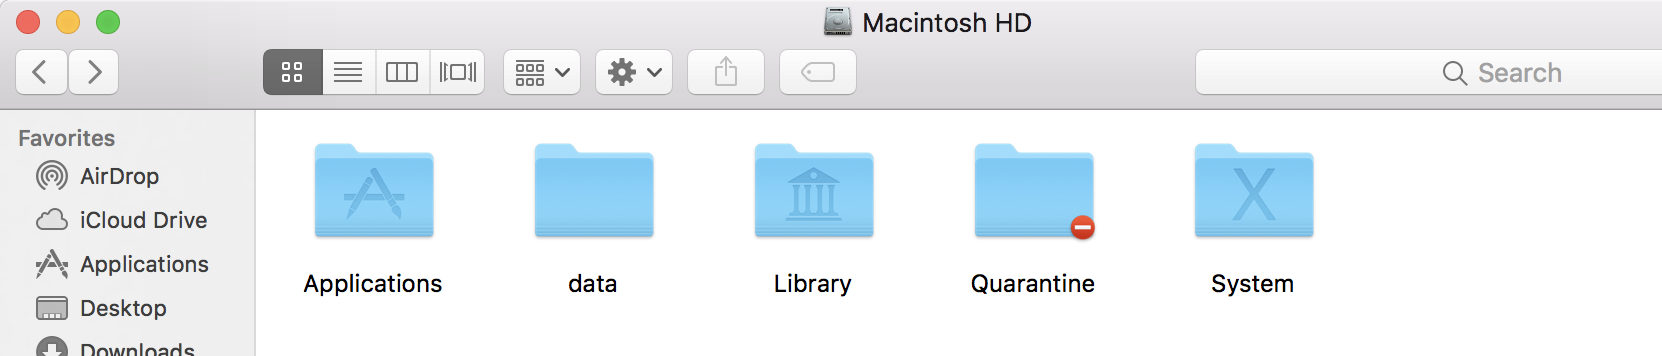 Macintosh HD
Search
Favorites
AirDrop
iCloud Drive
Applications
Desktop
Downloads
Applications
data
Library
Quarantine
System